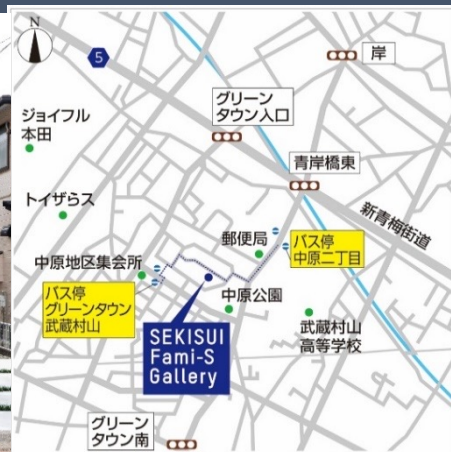 N
5
岸
ジョイフル
本田
グリーン
タウン入口
青岸橋東
トイザらス
新青梅街道
郵便局
バス停
中原二丁目
中原地区集会所
バス停
グリーンタウン
武蔵村山
中原公園
武蔵村山
高等学校
SEKISUI
Fami-S
Gallery
グリーン
タウン南